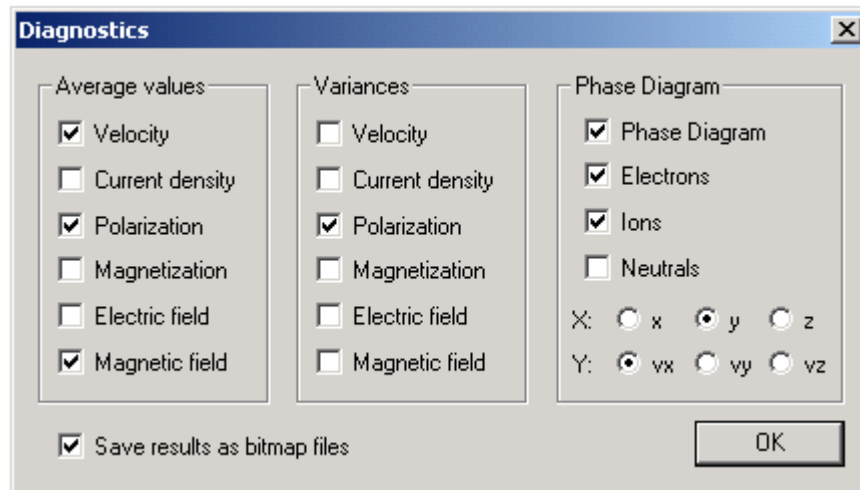 Diagnostics
Average values
Velocity
Current density
Polarization
Magnetization
Electric field
Magnetic field
Variances
Velocity
Current density
Polarization
Magnetization
Electric field
Magnetic field
Phase Diagram
Phase Diagram
Electrons
Ions
Neutrals
X: x y z
Y: vx vy vz
Save results as bitmap files
OK